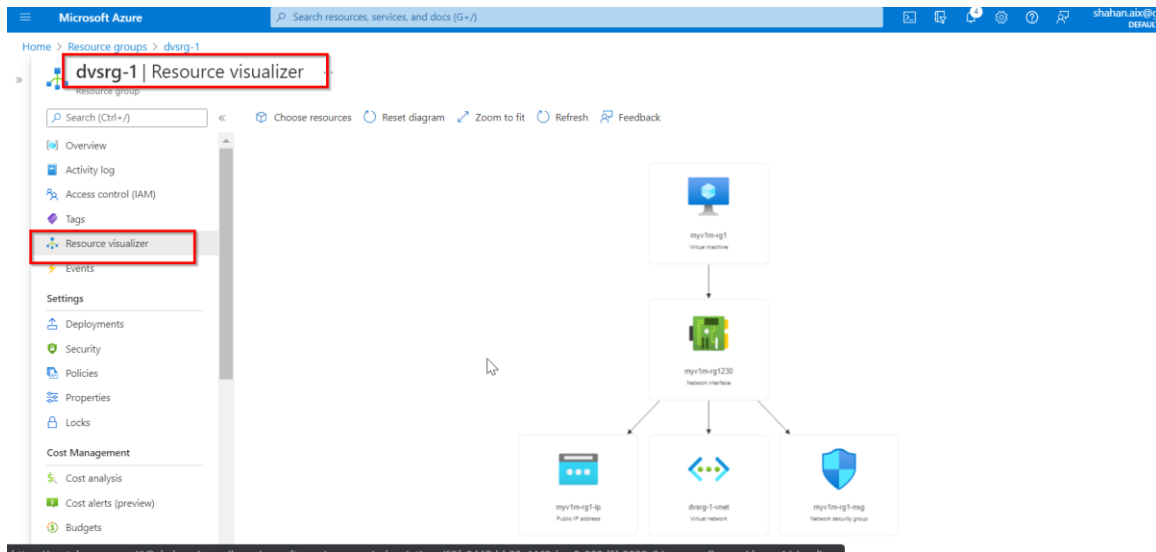 Microsoft Azure
Search resources, services, and docs (G+/)
4
shahan.aix@g
DEFAUL
Home > Resource groups > dvsrg-1
dvsrg-1 | Resource visualizer ...
Resource group
Search (Ctrl+/)
Choose resources Reset diagram Zoom to fit Refresh Feedback
Overview
Activity log
Access control (IAM)
Tags
Resource visualizer
Events
Settings
Deployments
Security
Policies
Properties
Locks
Cost Management
Cost analysis
Cost alerts (preview)
Budgets
myv1m-rg1
Virtual machine
myv1m-rg1230
Network interface
myv1m-rg1-ip
Public IP address
dvsrg-1-vnet
Virtual network
myv1m-rg1-nsg
Network security group